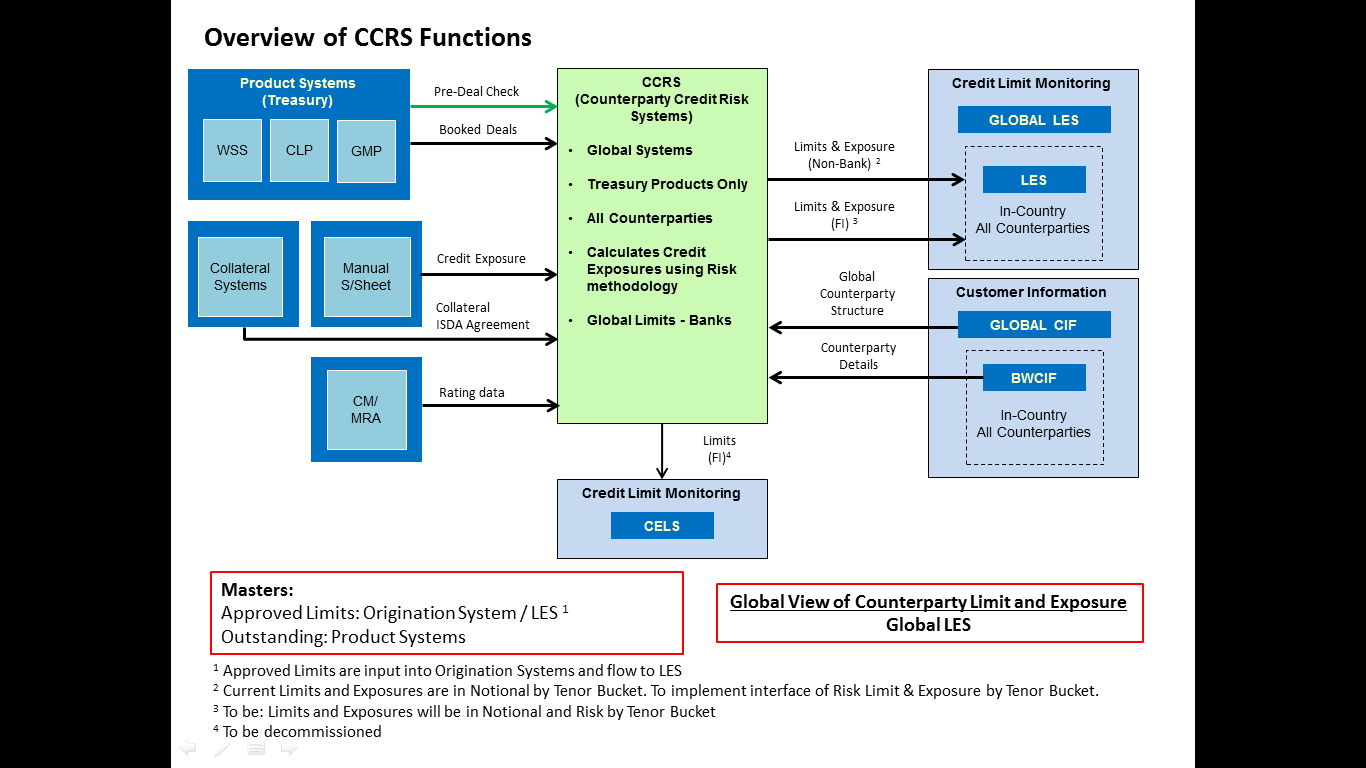 Overview of CCRS Functions
Product Systems
(Treasury)
WSS
CLP
GMP
Pre-Deal Check
Booked Deals
Collateral
Systems
Manual
S/Sheet
Credit Exposure
Collateral
ISDA Agreement
CM/
MRA
Rating data
CCRS
(Counterparty Credit Risk
Systems)
• Global Systems
• Treasury Products Only
• All Counterparties
• Calculates Credit
Exposures using Risk
methodology
• Global Limits - Banks
Limits & Exposure
(Non-Bank) 2
Limits & Exposure
(FI) 3
Global
Counterparty
Structure
Counterparty
Details
Credit Limit Monitoring
GLOBAL LES
LES
In-Country
All Counterparties
Customer Information
GLOBAL CIF
BWCIF
In-Country
All Counterparties
Limits
(FI)4
Credit Limit Monitoring
CELS
Masters:
Approved Limits: Origination System / LES 1
Outstanding: Product Systems
Global View of Counterparty Limit and Exposure
Global LES
1 Approved Limits are input into Origination Systems and flow to LES
2 Current Limits and Exposures are in Notional by Tenor Bucket. To implement interface of Risk Limit & Exposure by Tenor Bucket.
3 To be: Limits and Exposures will be in Notional and Risk by Tenor Bucket
4 To be decommissioned